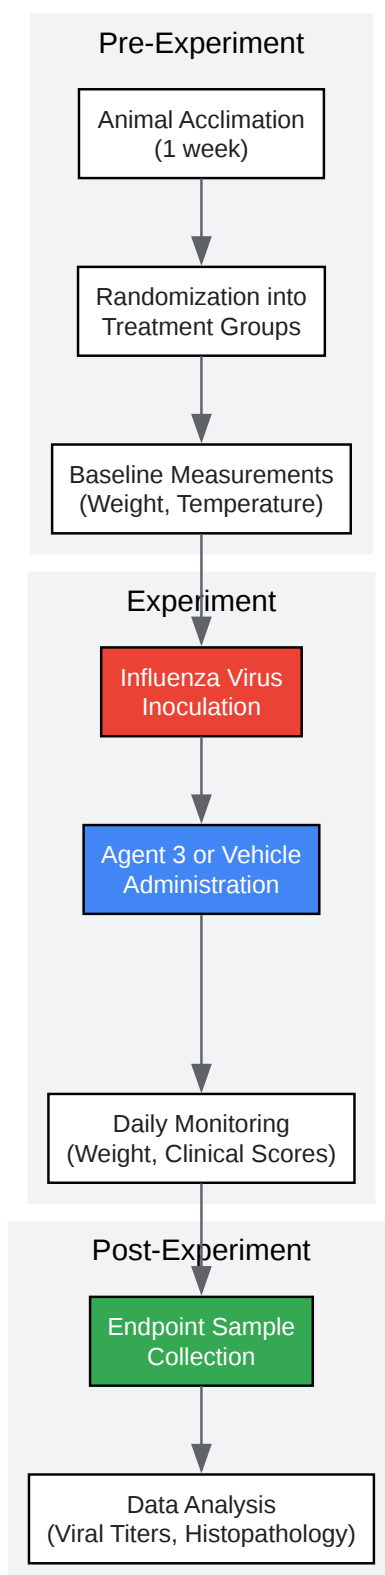 Pre-Experiment
Animal Acclimation
(1 week)
Randomization into
Treatment Groups
Baseline Measurements
(Weight, Temperature)
Experiment
Influenza Virus
Inoculation
Agent 3 or Vehicle
Administration
Daily Monitoring
(Weight, Clinical Scores)
Post-Experiment
Endpoint Sample
Collection
Data Analysis
(Viral Titers, Histopathology)